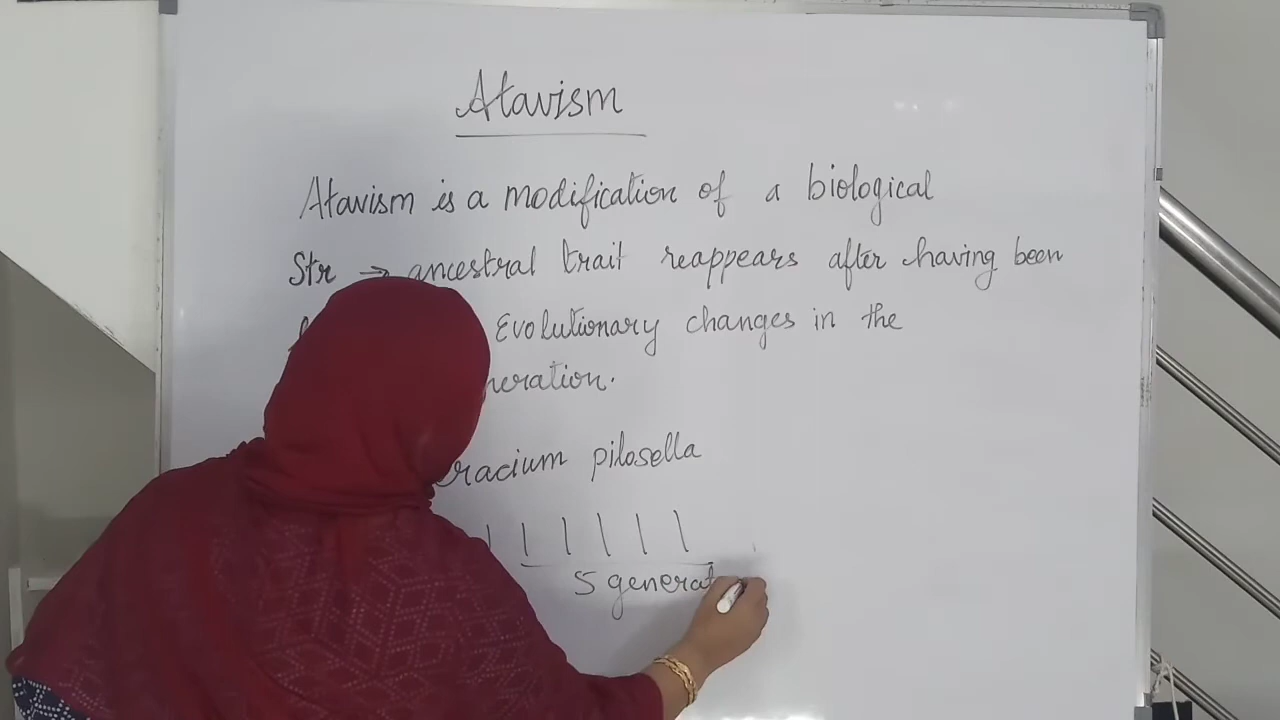 Atavism
Atavism is a modification of a biological
Str → ancestral trait reappears after having been
Evolutionary changes in the
neration.
racium pilosella
5 generat